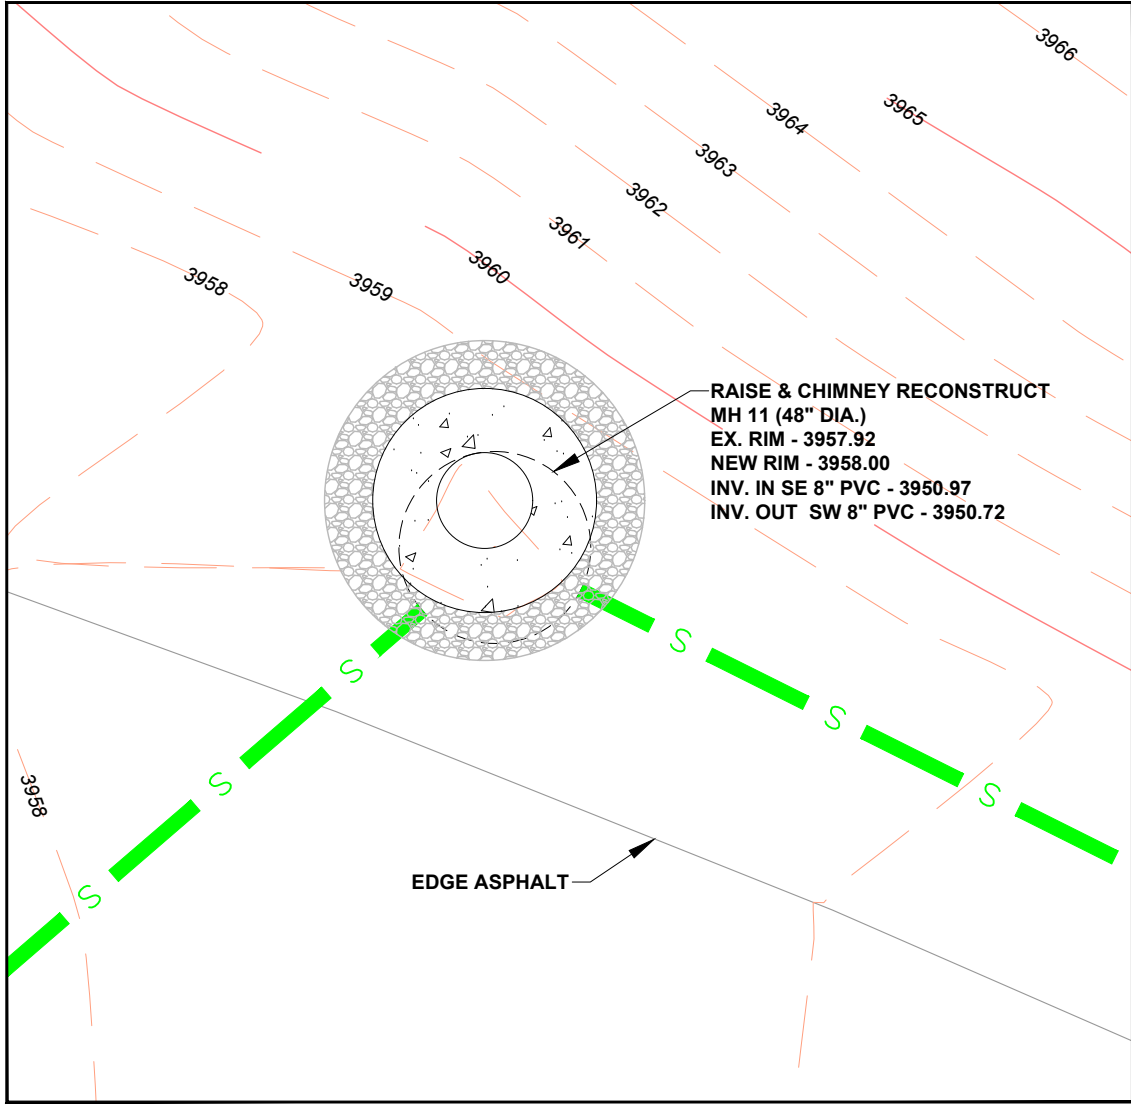 3966
3965
3964
3963
3962
3961
3960
3959
3958
RAISE & CHIMNEY RECONSTRUCT
MH 11 (48" DIA.)
EX. RIM - 3957.92
NEW RIM - 3958.00
INV. IN SE 8" PVC - 3950.97
INV. OUT  SW 8" PVC - 3950.72
S
S
S
S
S
S
3958
EDGE ASPHALT